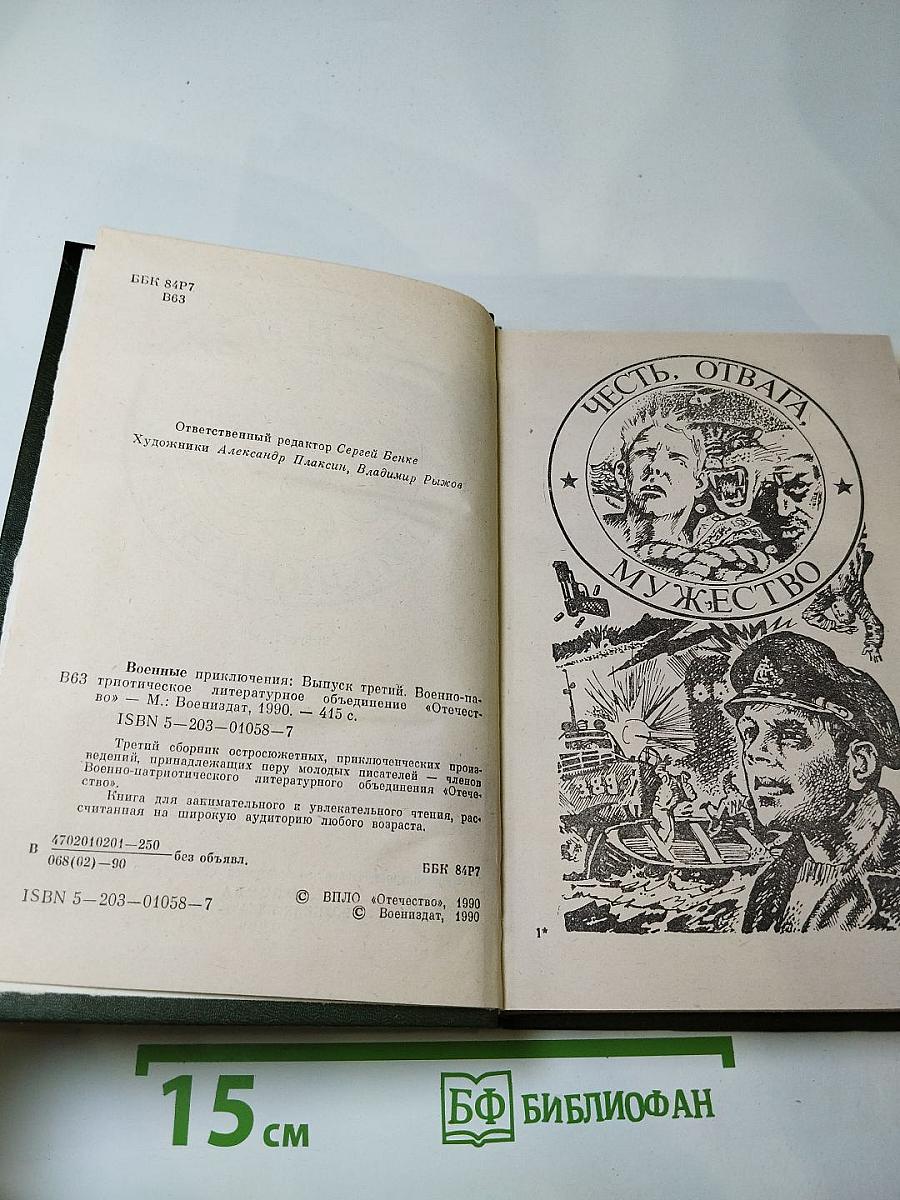 ББК 84Р7
В63
Ответственный редактор Сергей Бенке
Художники Александр Плаксин, Владимир Рыжов
Военные приключения: Выпуск третий. Военно-па-
В63 триотическое литературное объединение «Отечест-
во» — М.: Воениздат, 1990. — 415 с.
ISBN 5—203—01058—7
Третий сборник остросюжетных, приключенческих произ-
ведений, принадлежащих перу молодых писателей — членов
Военно-патриотического литературного объединения «Отече-
ство».
Книга для занимательного и увлекательного чтения, рас-
считанная на широкую аудиторию любого возраста.
В 4702010201—250
068(02)—90
без объявл.
ББК 84Р7
ISBN 5—203—01058—7
© ВПЛО «Отечество», 1990
© Воениздат, 1990
ЧЕСТЬ, ОТВАГА,
МУЖЕСТВО
387
1*
15 см
БФ БИБЛИОФАН